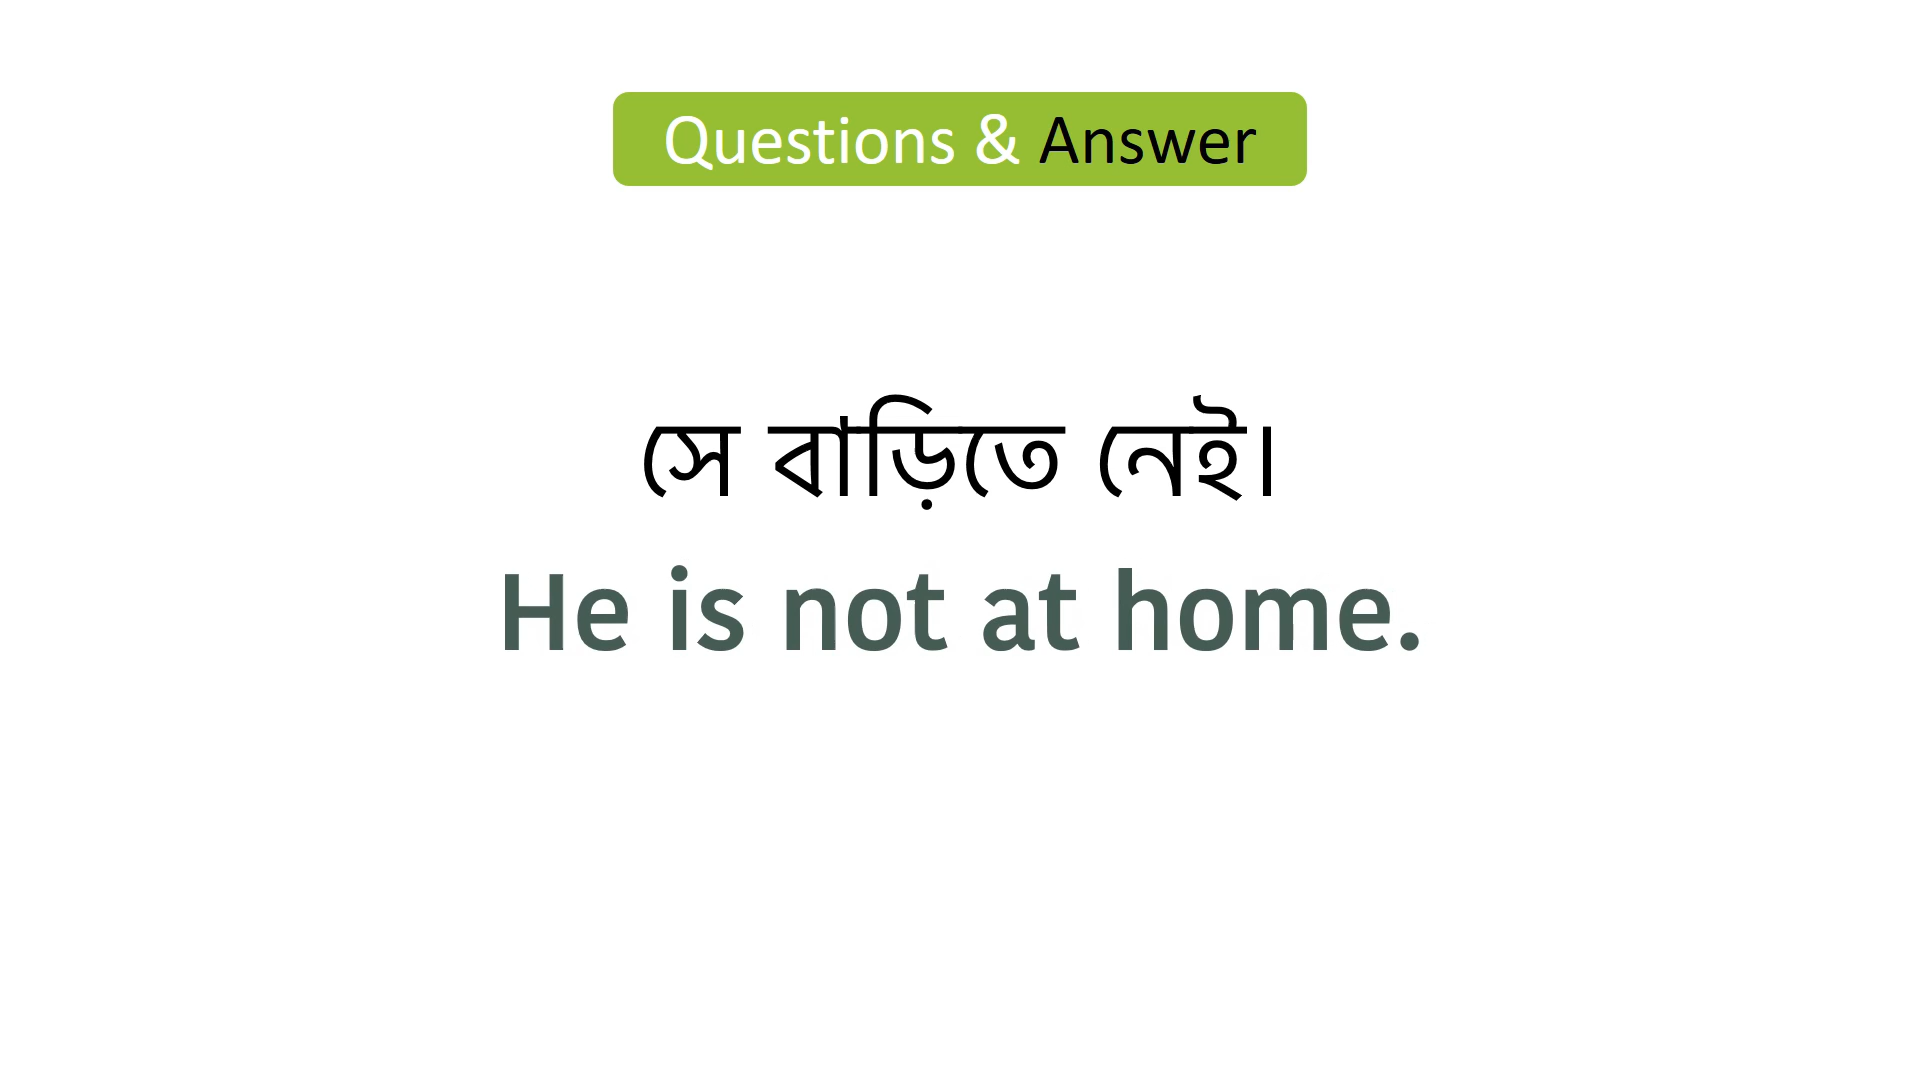 Questions & Answer
সে বাড়িতে নেই।
He is not at home.